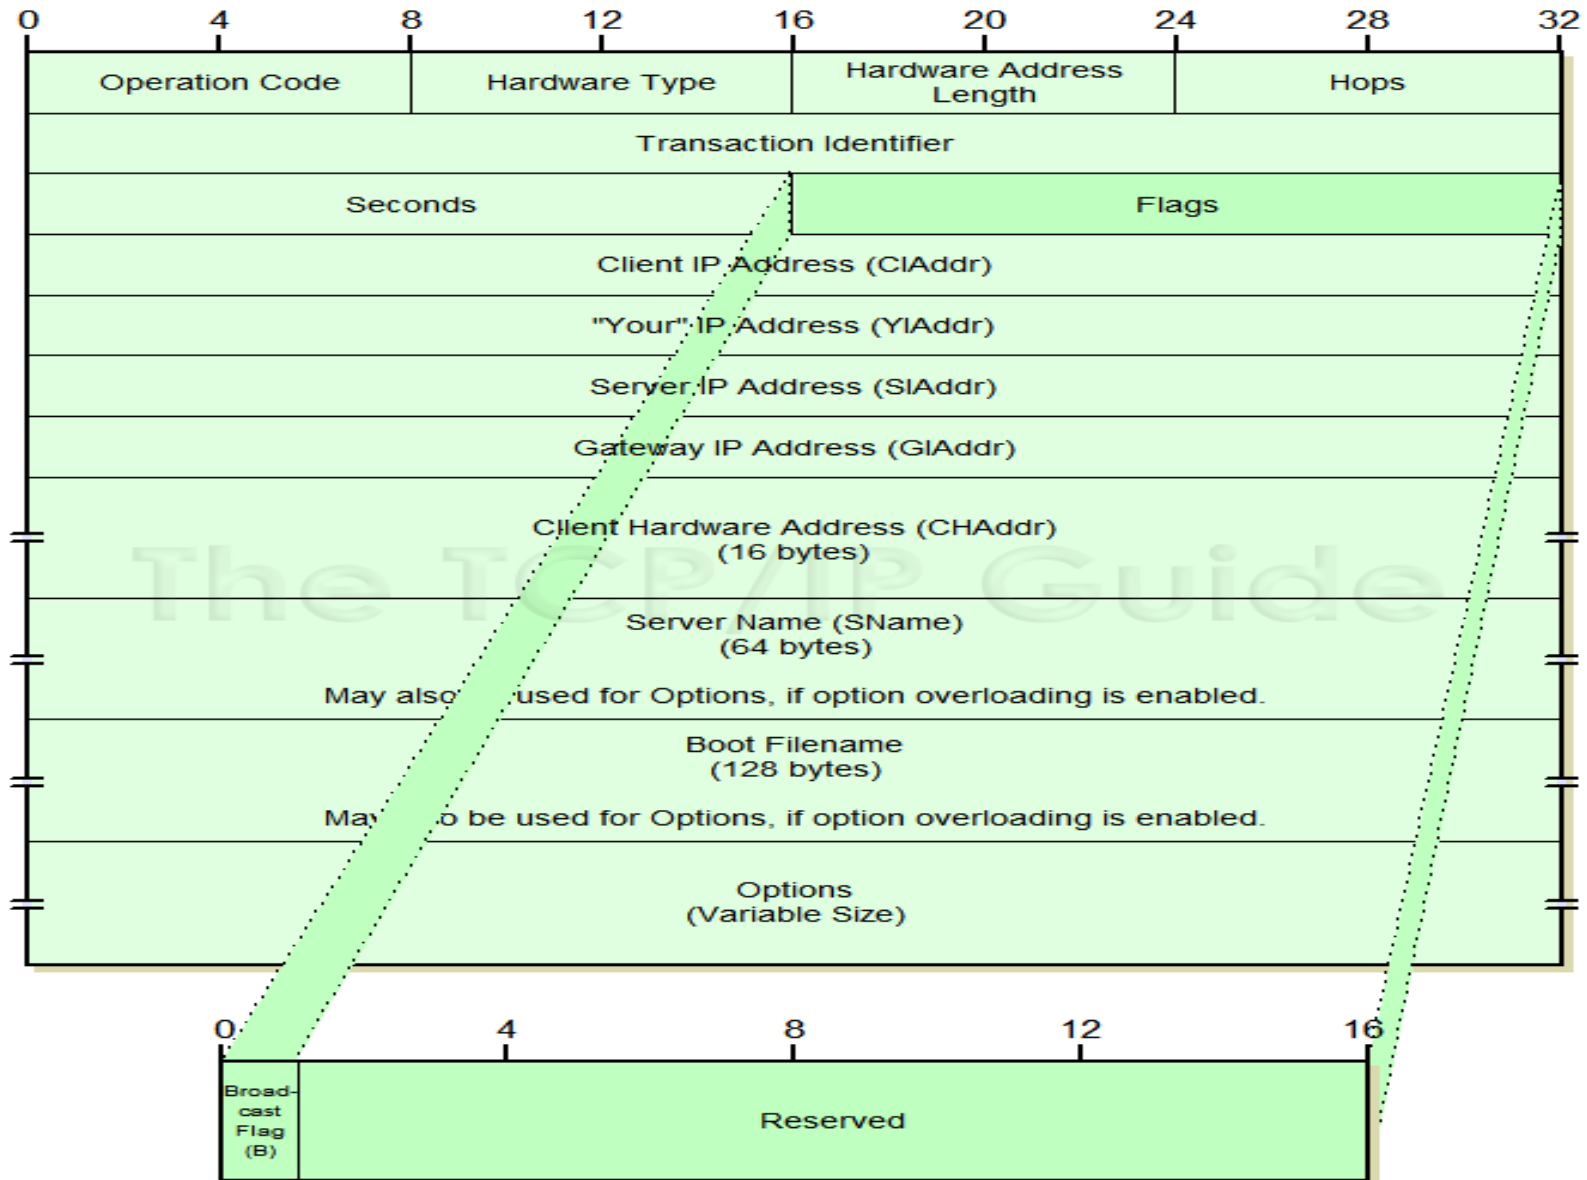 0 4 8 12 16 20 24 28 32
Operation Code Hardware Type Hardware Address Length Hops
Transaction Identifier
Seconds Flags
Client IP Address (CIAddr)
"Your" IP Address (YIAddr)
Server IP Address (SIAddr)
Gateway IP Address (GIAddr)
Client Hardware Address (CHAddr)
(16 bytes)
The TCP/IP Guide
Server Name (SName)
(64 bytes)
May also used for Options, if option overloading is enabled.
Boot Filename
(128 bytes)
May be used for Options, if option overloading is enabled.
Options
(Variable Size)
0 4 8 12 16
Broad-
cast
Flag
(B)
Reserved